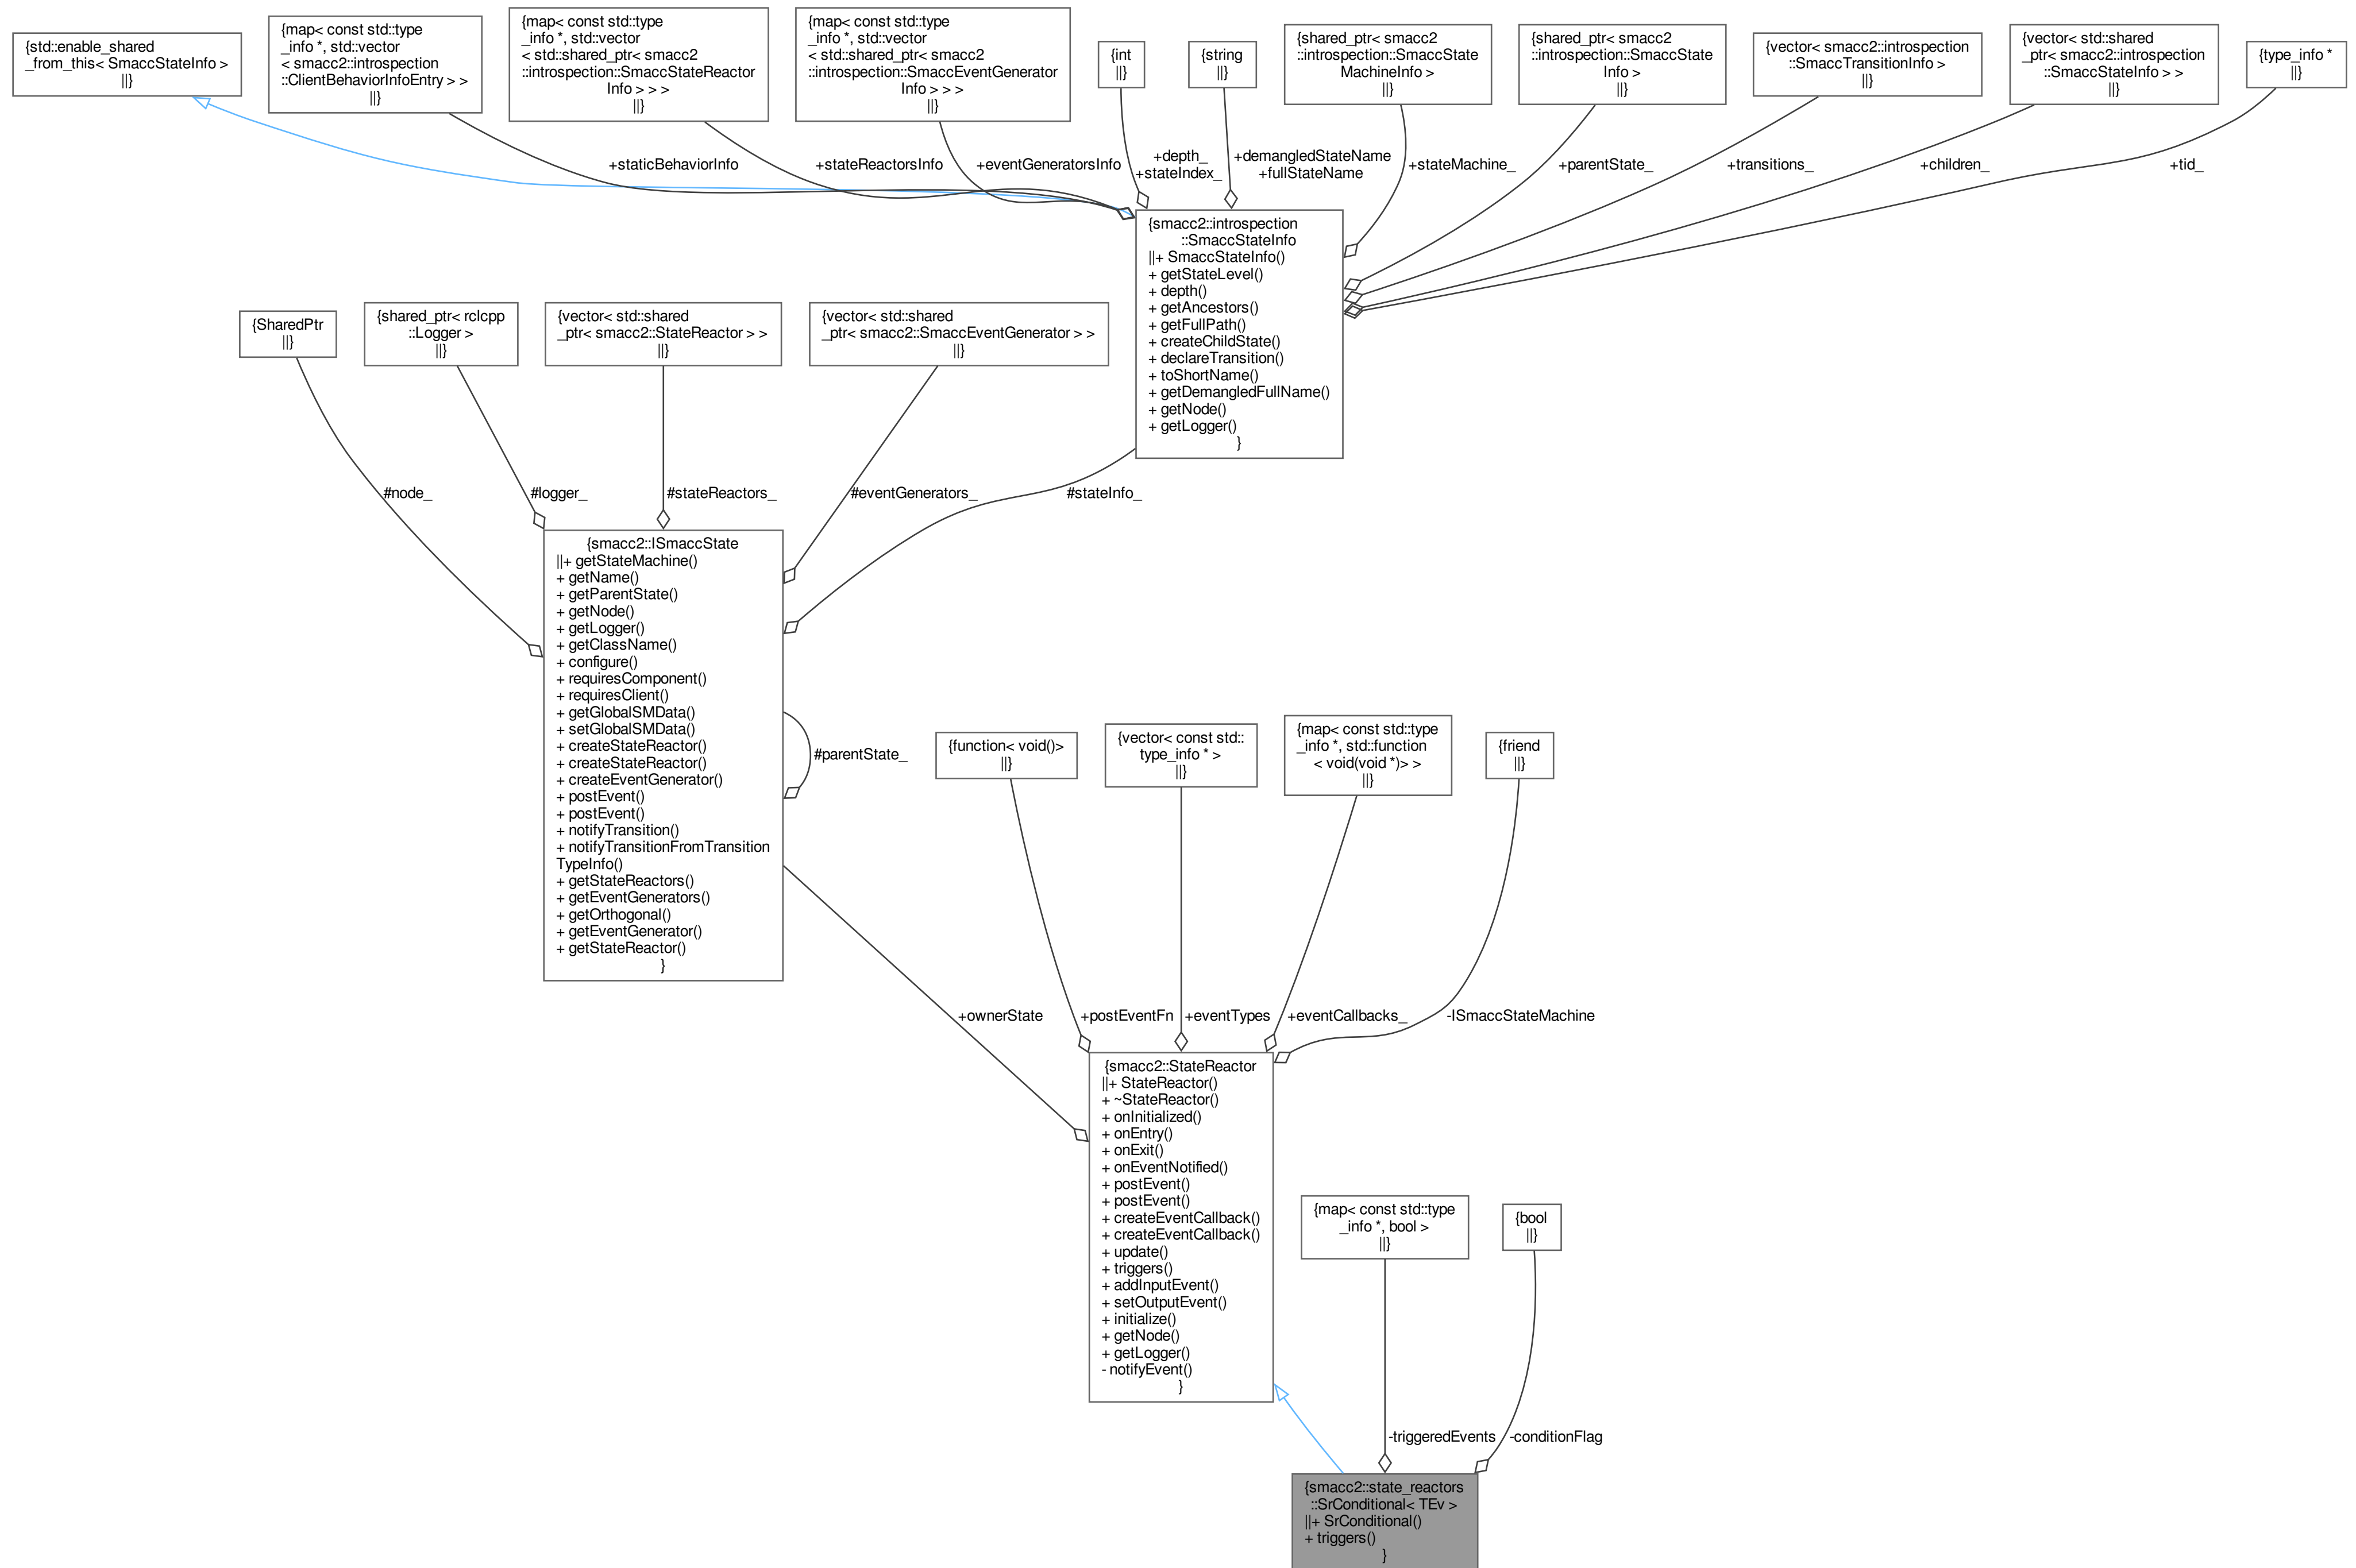 {std::enable_shared
_from_this< SmaccStateInfo >
||}
{map< const std::type
_info *, std::vector
< smacc2::introspection
::ClientBehaviorInfoEntry > >
||}
{map< const std::type
_info *, std::vector
< std::shared_ptr< smacc2
::introspection::SmaccStateReactor
Info > > >
||}
{map< const std::type
_info *, std::vector
< std::shared_ptr< smacc2
::introspection::SmaccEventGenerator
Info > > >
||}
{int
||}
{string
||}
{shared_ptr< smacc2
::introspection::SmaccState
MachineInfo >
||}
{shared_ptr< smacc2
::introspection::SmaccState
Info >
||}
{vector< smacc2::introspection
::SmaccTransitionInfo >
||}
{vector< std::shared
_ptr< smacc2::introspection
::SmaccStateInfo > >
||}
{type_info *
||}
+staticBehaviorInfo
+stateReactorsInfo
+eventGeneratorsInfo
+depth_
+stateIndex_
+demangledStateName
+fullStateName
+stateMachine_
+parentState_
+transitions_
+children_
+tid_
{smacc2::introspection
::SmaccStateInfo
||+ SmaccStateInfo()
+ getStateLevel()
+ depth()
+ getAncestors()
+ getFullPath()
+ createChildState()
+ declareTransition()
+ toShortName()
+ getDemangledFullName()
+ getNode()
+ getLogger()
}
{SharedPtr
||}
{shared_ptr< rclcpp
::Logger >
||}
{vector< std::shared
_ptr< smacc2::StateReactor > >
||}
{vector< std::shared
_ptr< smacc2::SmaccEventGenerator > >
||}
#node_
#logger_
#stateReactors_
#eventGenerators_
#stateInfo_
{smacc2::ISmaccState
||+ getStateMachine()
+ getName()
+ getParentState()
+ getNode()
+ getLogger()
+ getClassName()
+ configure()
+ requiresComponent()
+ requiresClient()
+ getGlobalSMData()
+ setGlobalSMData()
+ createStateReactor()
+ createStateReactor()
+ createEventGenerator()
+ postEvent()
+ postEvent()
+ notifyTransition()
+ notifyTransitionFromTransition
TypeInfo()
+ getStateReactors()
+ getEventGenerators()
+ getOrthogonal()
+ getEventGenerator()
+ getStateReactor()
}
#parentState_
{function< void()>
||}
{vector< const std::
type_info * >
||}
{map< const std::type
_info *, std::function
< void(void *)> >
||}
{friend
||}
+ownerState
+postEventFn
+eventTypes
+eventCallbacks_
-ISmaccStateMachine
{smacc2::StateReactor
||+ StateReactor()
+ ~StateReactor()
+ onInitialized()
+ onEntry()
+ onExit()
+ onEventNotified()
+ postEvent()
+ postEvent()
+ createEventCallback()
+ createEventCallback()
+ update()
+ triggers()
+ addInputEvent()
+ setOutputEvent()
+ initialize()
+ getNode()
+ getLogger()
- notifyEvent()
}
{map< const std::type
_info *, bool >
||}
{bool
||}
-triggeredEvents
-conditionFlag
{smacc2::state_reactors
::SrConditional< TEv >
||+ SrConditional()
+ triggers()
}